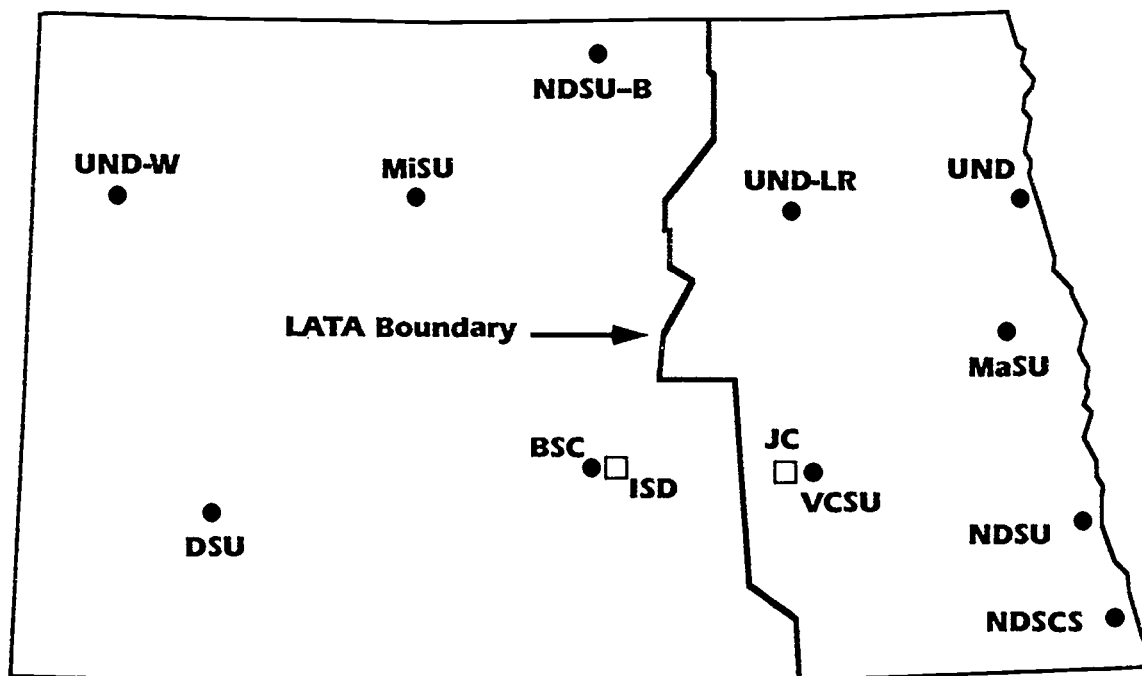 NDSU–B
UND-W
MiSU
UND-LR
UND
LATA Boundary
MaSU
BSC
ISD
JC
VCSU
DSU
NDSU
NDSCS